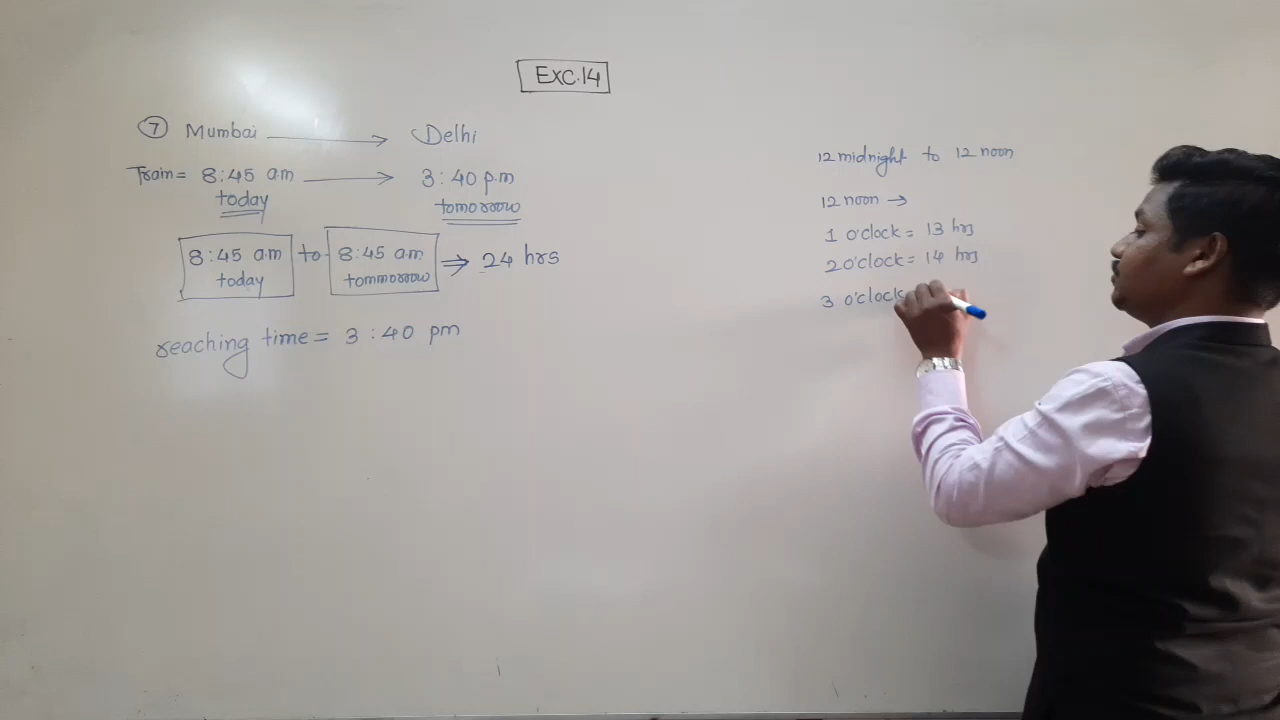 EXC.14
7 Mumbai → Delhi
Train = 8:45 am → 3:40 p.m
today tomorrow
8:45 a.m to 8:45 am ⇒ 24 hrs
today tommorrow
reaching time = 3:40 pm
12 midnight to 12 noon
12 noon →
1 o'clock = 13 hrs
2 o'clock = 14 hrs
3 o'clock